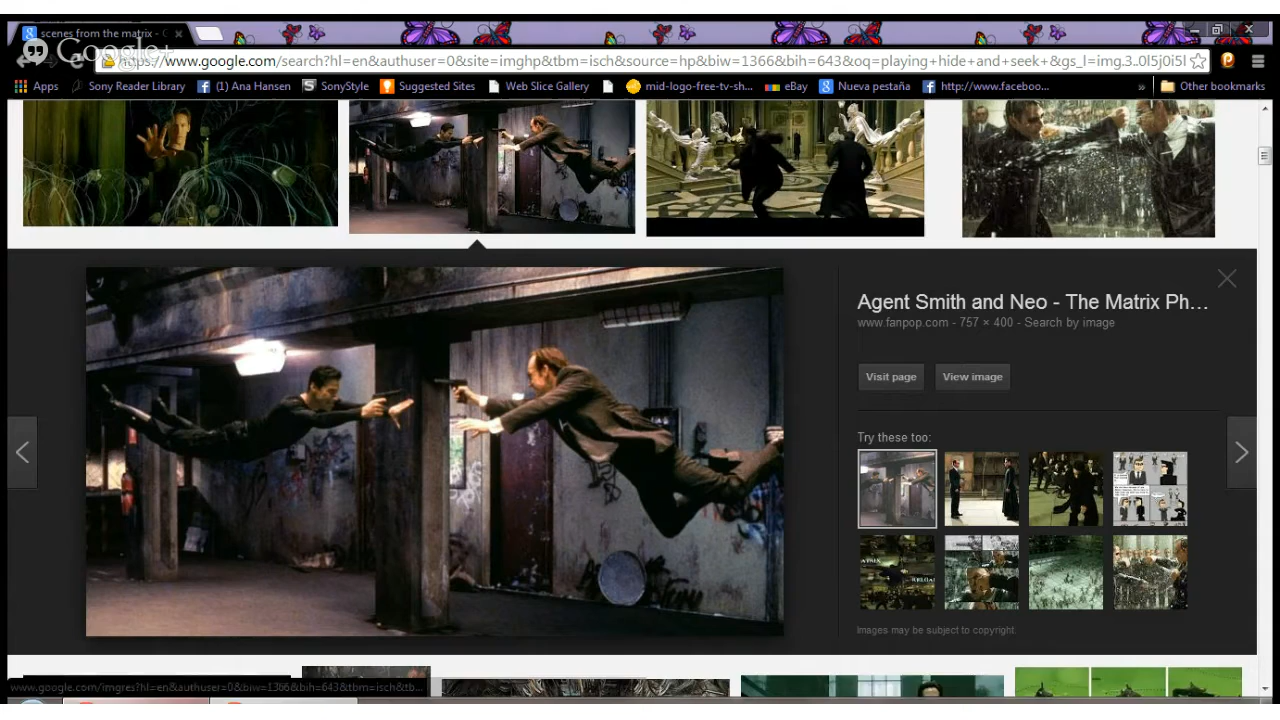 scenes from the matrix - G
Google+
https://www.google.com/search?hl=en&authuser=0&site=imghp&tbm=isch&source=hp&biw=1366&bih=643&oq=playing+hide+and+seek+&gs_l=img.3..0l5j0i5l
Apps Sony Reader Library (1) Ana Hansen SonyStyle Suggested Sites Web Slice Gallery mid-logo-free-tv-sh... eBay Nueva pestaña http://www.faceboo... » Other bookmarks
Agent Smith and Neo - The Matrix Ph...
www.fanpop.com - 757 × 400 - Search by image
Visit page View image
Try these too:
Images may be subject to copyright.
www.google.com/imgres?hl=en&authuser=0&biw=1366&bih=643&tbm=isch&tb...